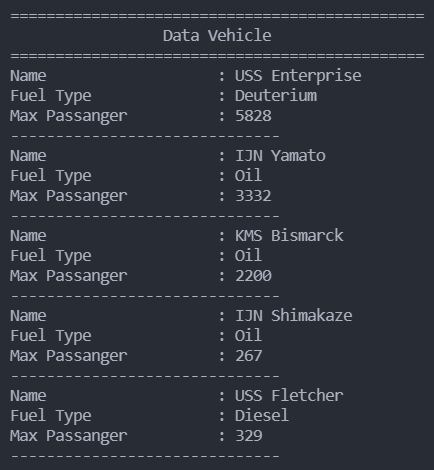 ==============================================
Data Vehicle
==============================================
Name : USS Enterprise
Fuel Type : Deuterium
Max Passanger : 5828
------------------------------
Name : IJN Yamato
Fuel Type : Oil
Max Passanger : 3332
------------------------------
Name : KMS Bismarck
Fuel Type : Oil
Max Passanger : 2200
------------------------------
Name : IJN Shimakaze
Fuel Type : Oil
Max Passanger : 267
------------------------------
Name : USS Fletcher
Fuel Type : Diesel
Max Passanger : 329
------------------------------